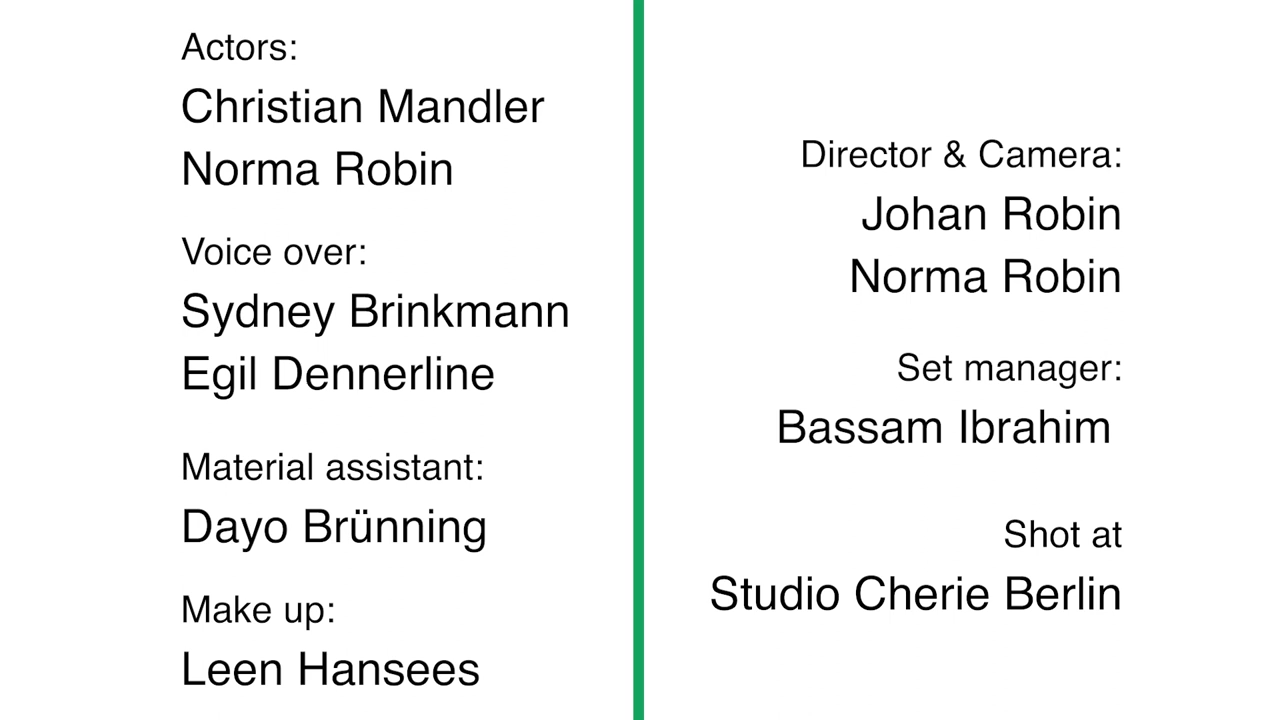 Actors:
Christian Mandler
Norma Robin
Voice over:
Sydney Brinkmann
Egil Dennerline
Material assistant:
Dayo Brünning
Make up:
Leen Hansees
Director & Camera:
Johan Robin
Norma Robin
Set manager:
Bassam Ibrahim
Shot at
Studio Cherie Berlin